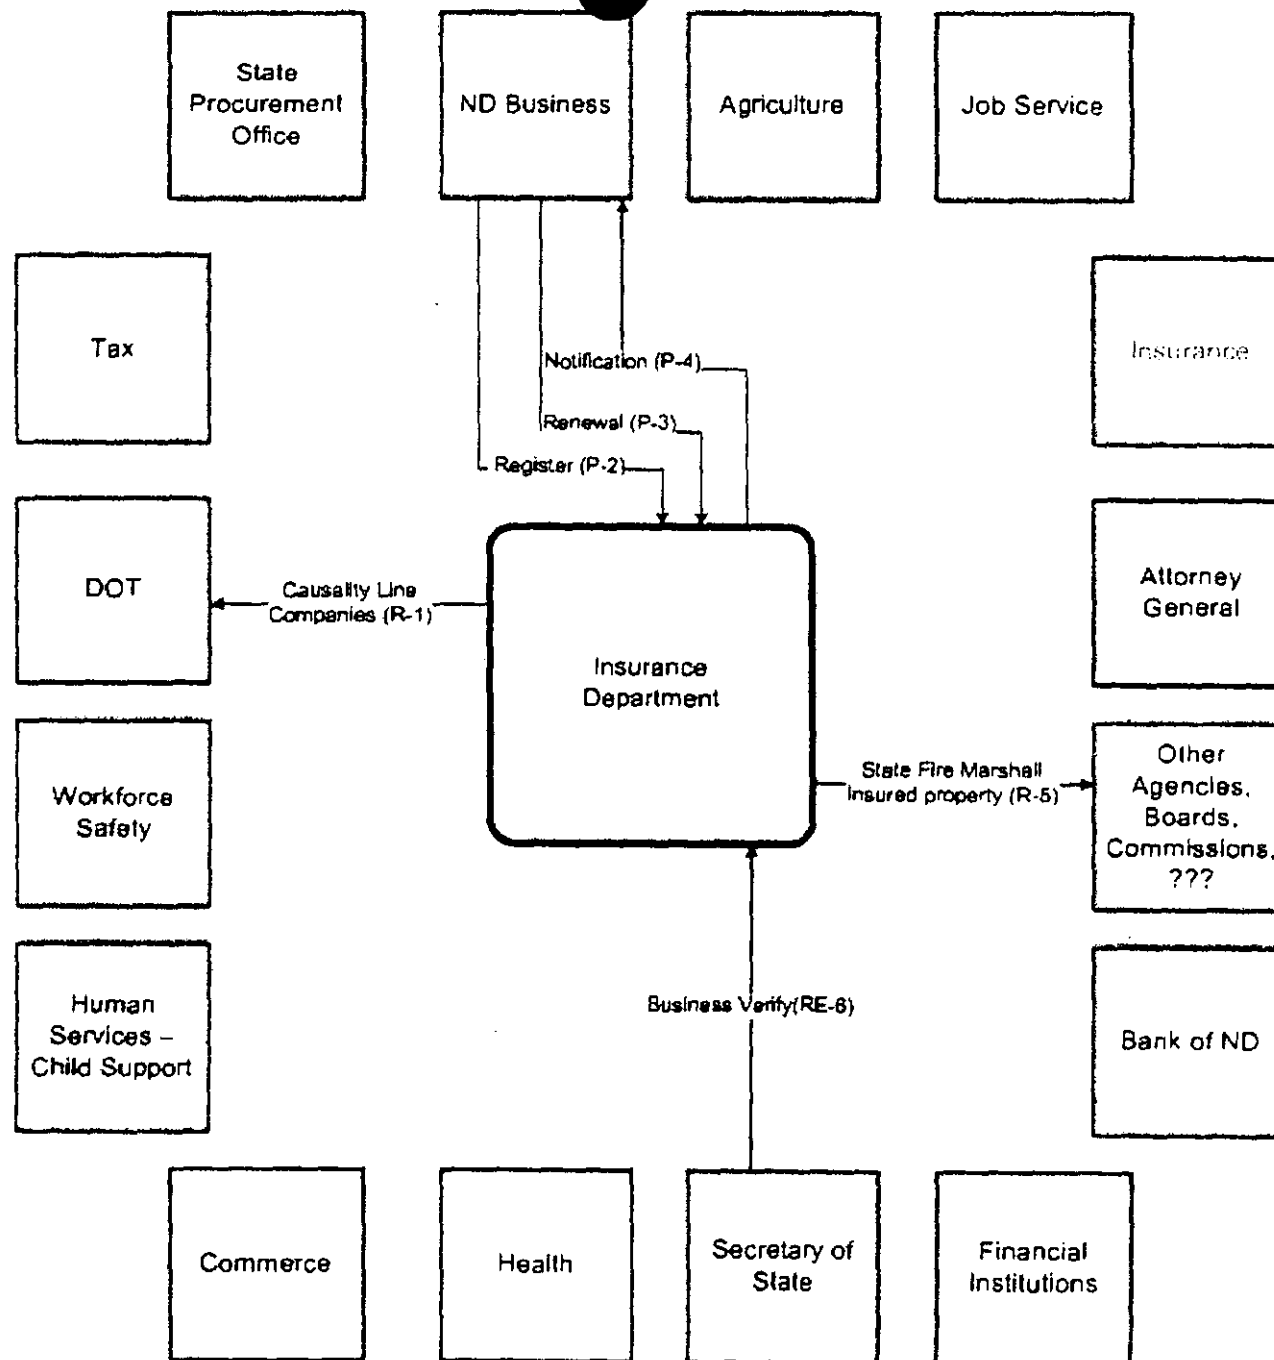 State
Procurement
Office
ND Business
Agriculture
Job Service
Tax
Insurance
Notification (P-4)
Renewal (P-3)
Register (P-2)
DOT
Causality Line
Companies (R-1)
Insurance
Department
Attorney
General
Workforce
Safety
State Fire Marshall
Insured property (R-5)
Other
Agencies,
Boards,
Commissions,
???
Human
Services –
Child Support
Business Verify(RE-6)
Bank of ND
Commerce
Health
Secretary of
State
Financial
Institutions